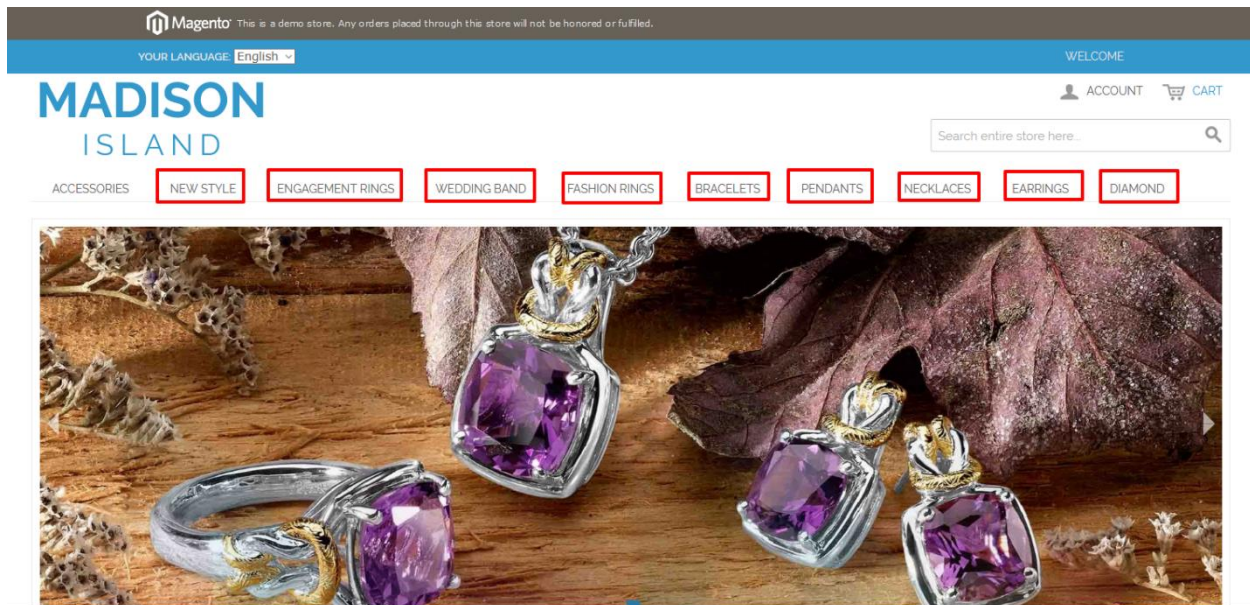 Magento This is a demo store. Any orders placed through this store will not be honored or fulfilled.
YOUR LANGUAGE: English WELCOME
MADISON
ISLAND
ACCOUNT CART
Search entire store here...
ACCESSORIES NEW STYLE ENGAGEMENT RINGS WEDDING BAND FASHION RINGS BRACELETS PENDANTS NECKLACES EARRINGS DIAMOND